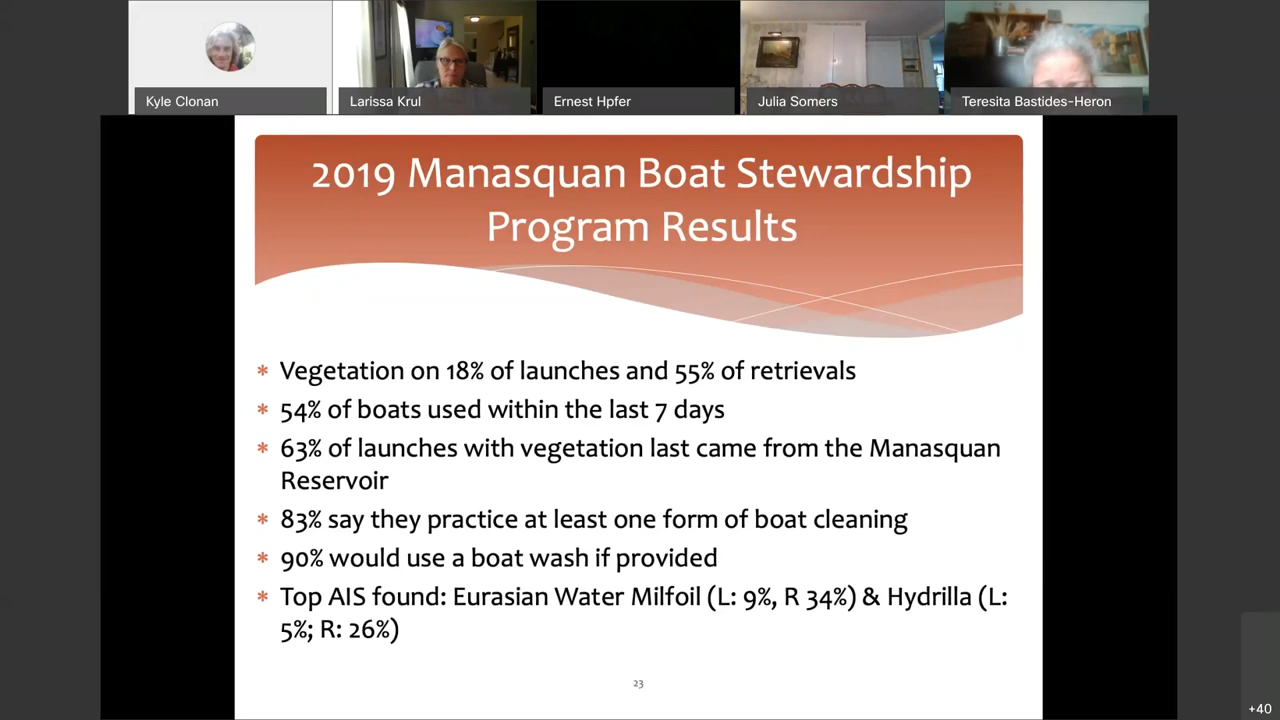 Kyle Clonan
Larissa Krul
Ernest Hpfer
Julia Somers
Teresita Bastides-Heron
2019 Manasquan Boat Stewardship
Program Results
* Vegetation on 18% of launches and 55% of retrievals
* 54% of boats used within the last 7 days
* 63% of launches with vegetation last came from the Manasquan
Reservoir
* 83% say they practice at least one form of boat cleaning
* 90% would use a boat wash if provided
* Top AIS found: Eurasian Water Milfoil (L: 9%, R 34%) & Hydrilla (L:
5%; R: 26%)
23
+40